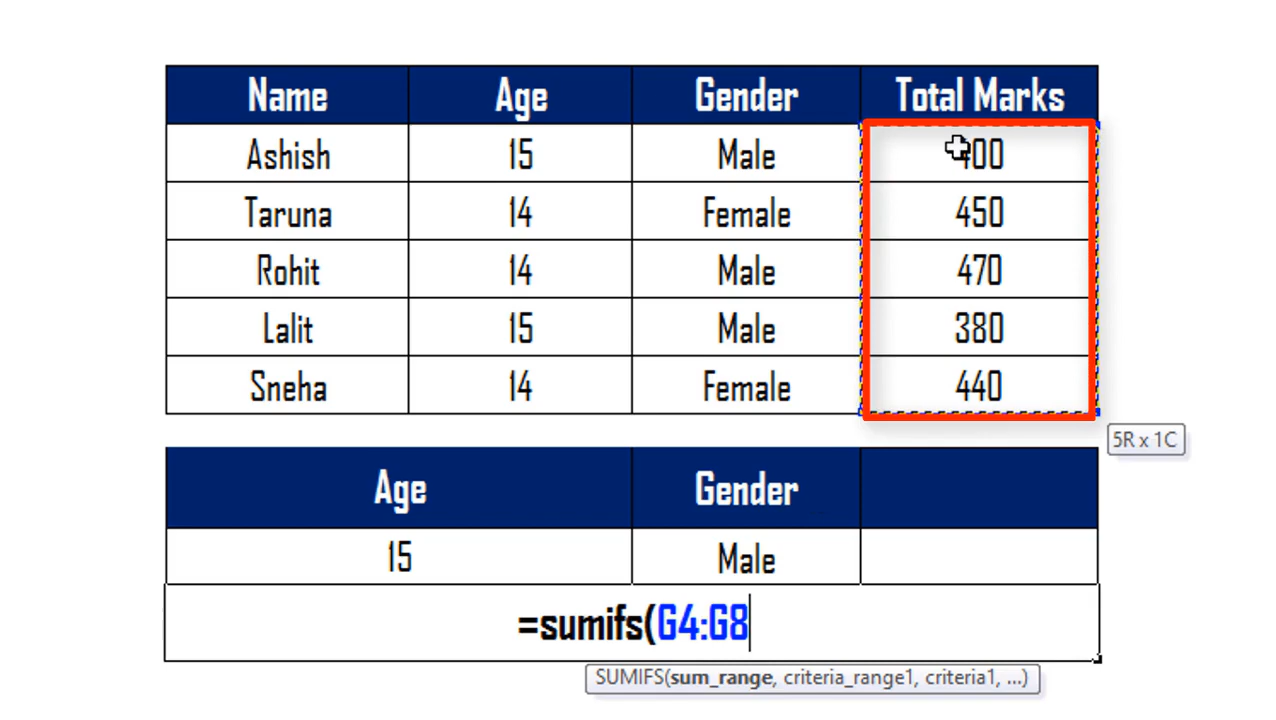 Name Age Gender Total Marks
Ashish 15 Male 400
Taruna 14 Female 450
Rohit 14 Male 470
Lalit 15 Male 380
Sneha 14 Female 440
5R x 1C
Age Gender
15 Male
=sumifs(G4:G8
SUMIFS(sum_range, criteria_range1, criteria1, ...)